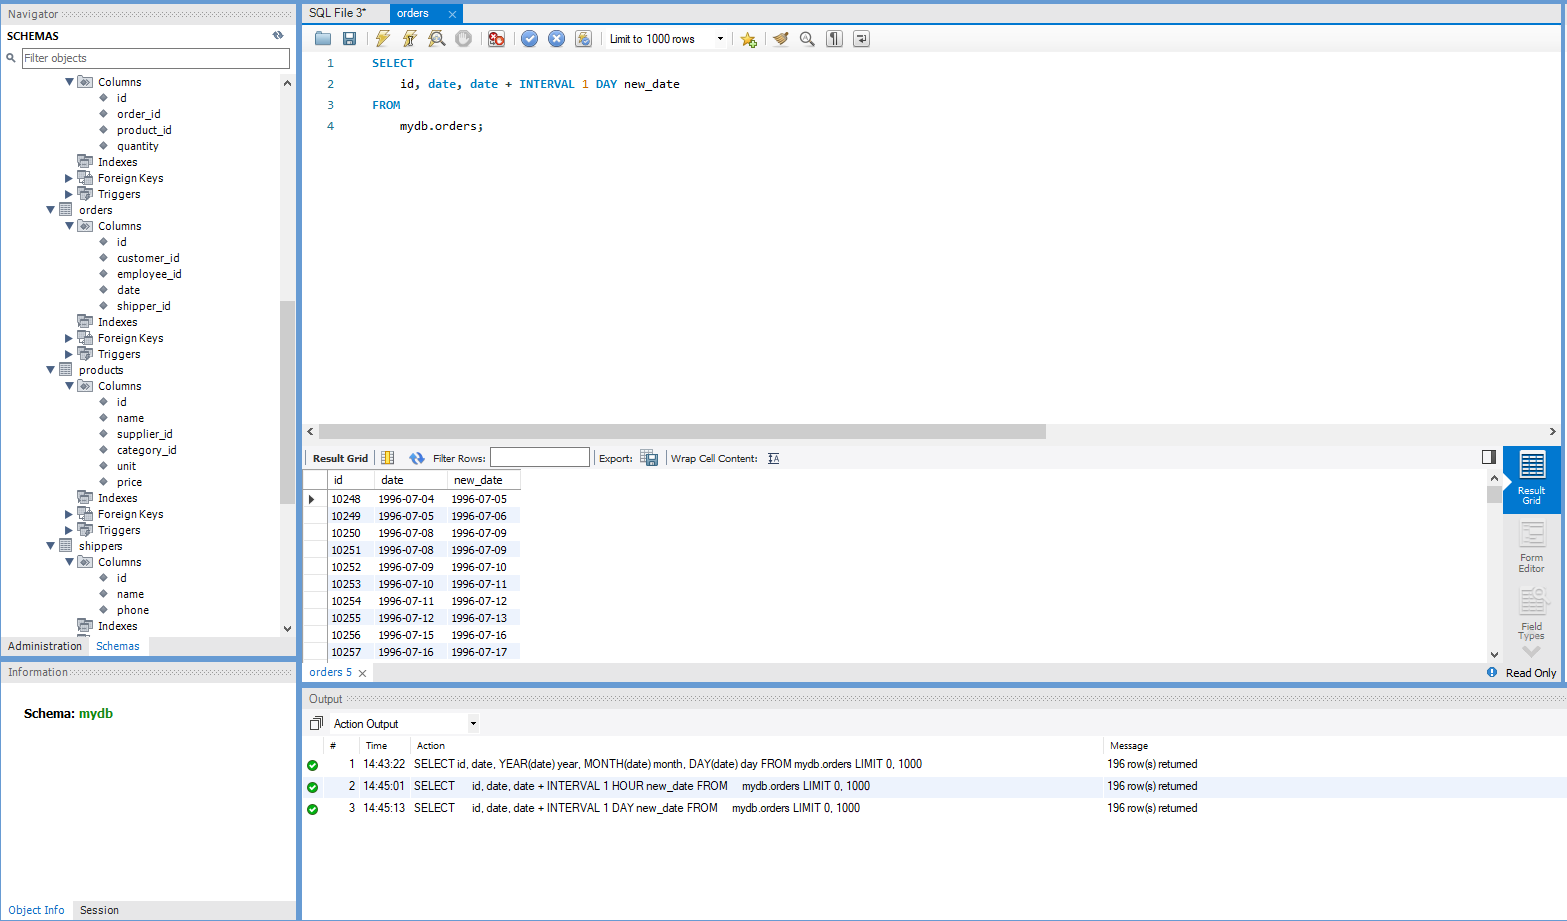 Navigator
SCHEMAS
Filter objects
Columns
id
order_id
product_id
quantity
Indexes
Foreign Keys
Triggers
orders
Columns
id
customer_id
employee_id
date
shipper_id
Indexes
Foreign Keys
Triggers
products
Columns
id
name
supplier_id
category_id
unit
price
Indexes
Foreign Keys
Triggers
shippers
Columns
id
name
phone
Indexes
Administration Schemas
Information
Schema: mydb
Object Info Session
SQL File 3* orders
Limit to 1000 rows
1 SELECT
2 id, date, date + INTERVAL 1 DAY new_date
3 FROM
4 mydb.orders;
Result Grid Filter Rows: Export: Wrap Cell Content:
id date new_date
10248 1996-07-04 1996-07-05
10249 1996-07-05 1996-07-06
10250 1996-07-08 1996-07-09
10251 1996-07-08 1996-07-09
10252 1996-07-09 1996-07-10
10253 1996-07-10 1996-07-11
10254 1996-07-11 1996-07-12
10255 1996-07-12 1996-07-13
10256 1996-07-15 1996-07-16
10257 1996-07-16 1996-07-17
Result
Grid
Form
Editor
Field
Types
orders 5 Read Only
Output
Action Output
# Time Action Message
1 14:43:22 SELECT id, date, YEAR(date) year, MONTH(date) month, DAY(date) day FROM mydb.orders LIMIT 0, 1000 196 row(s) returned
2 14:45:01 SELECT id, date, date + INTERVAL 1 HOUR new_date FROM mydb.orders LIMIT 0, 1000 196 row(s) returned
3 14:45:13 SELECT id, date, date + INTERVAL 1 DAY new_date FROM mydb.orders LIMIT 0, 1000 196 row(s) returned